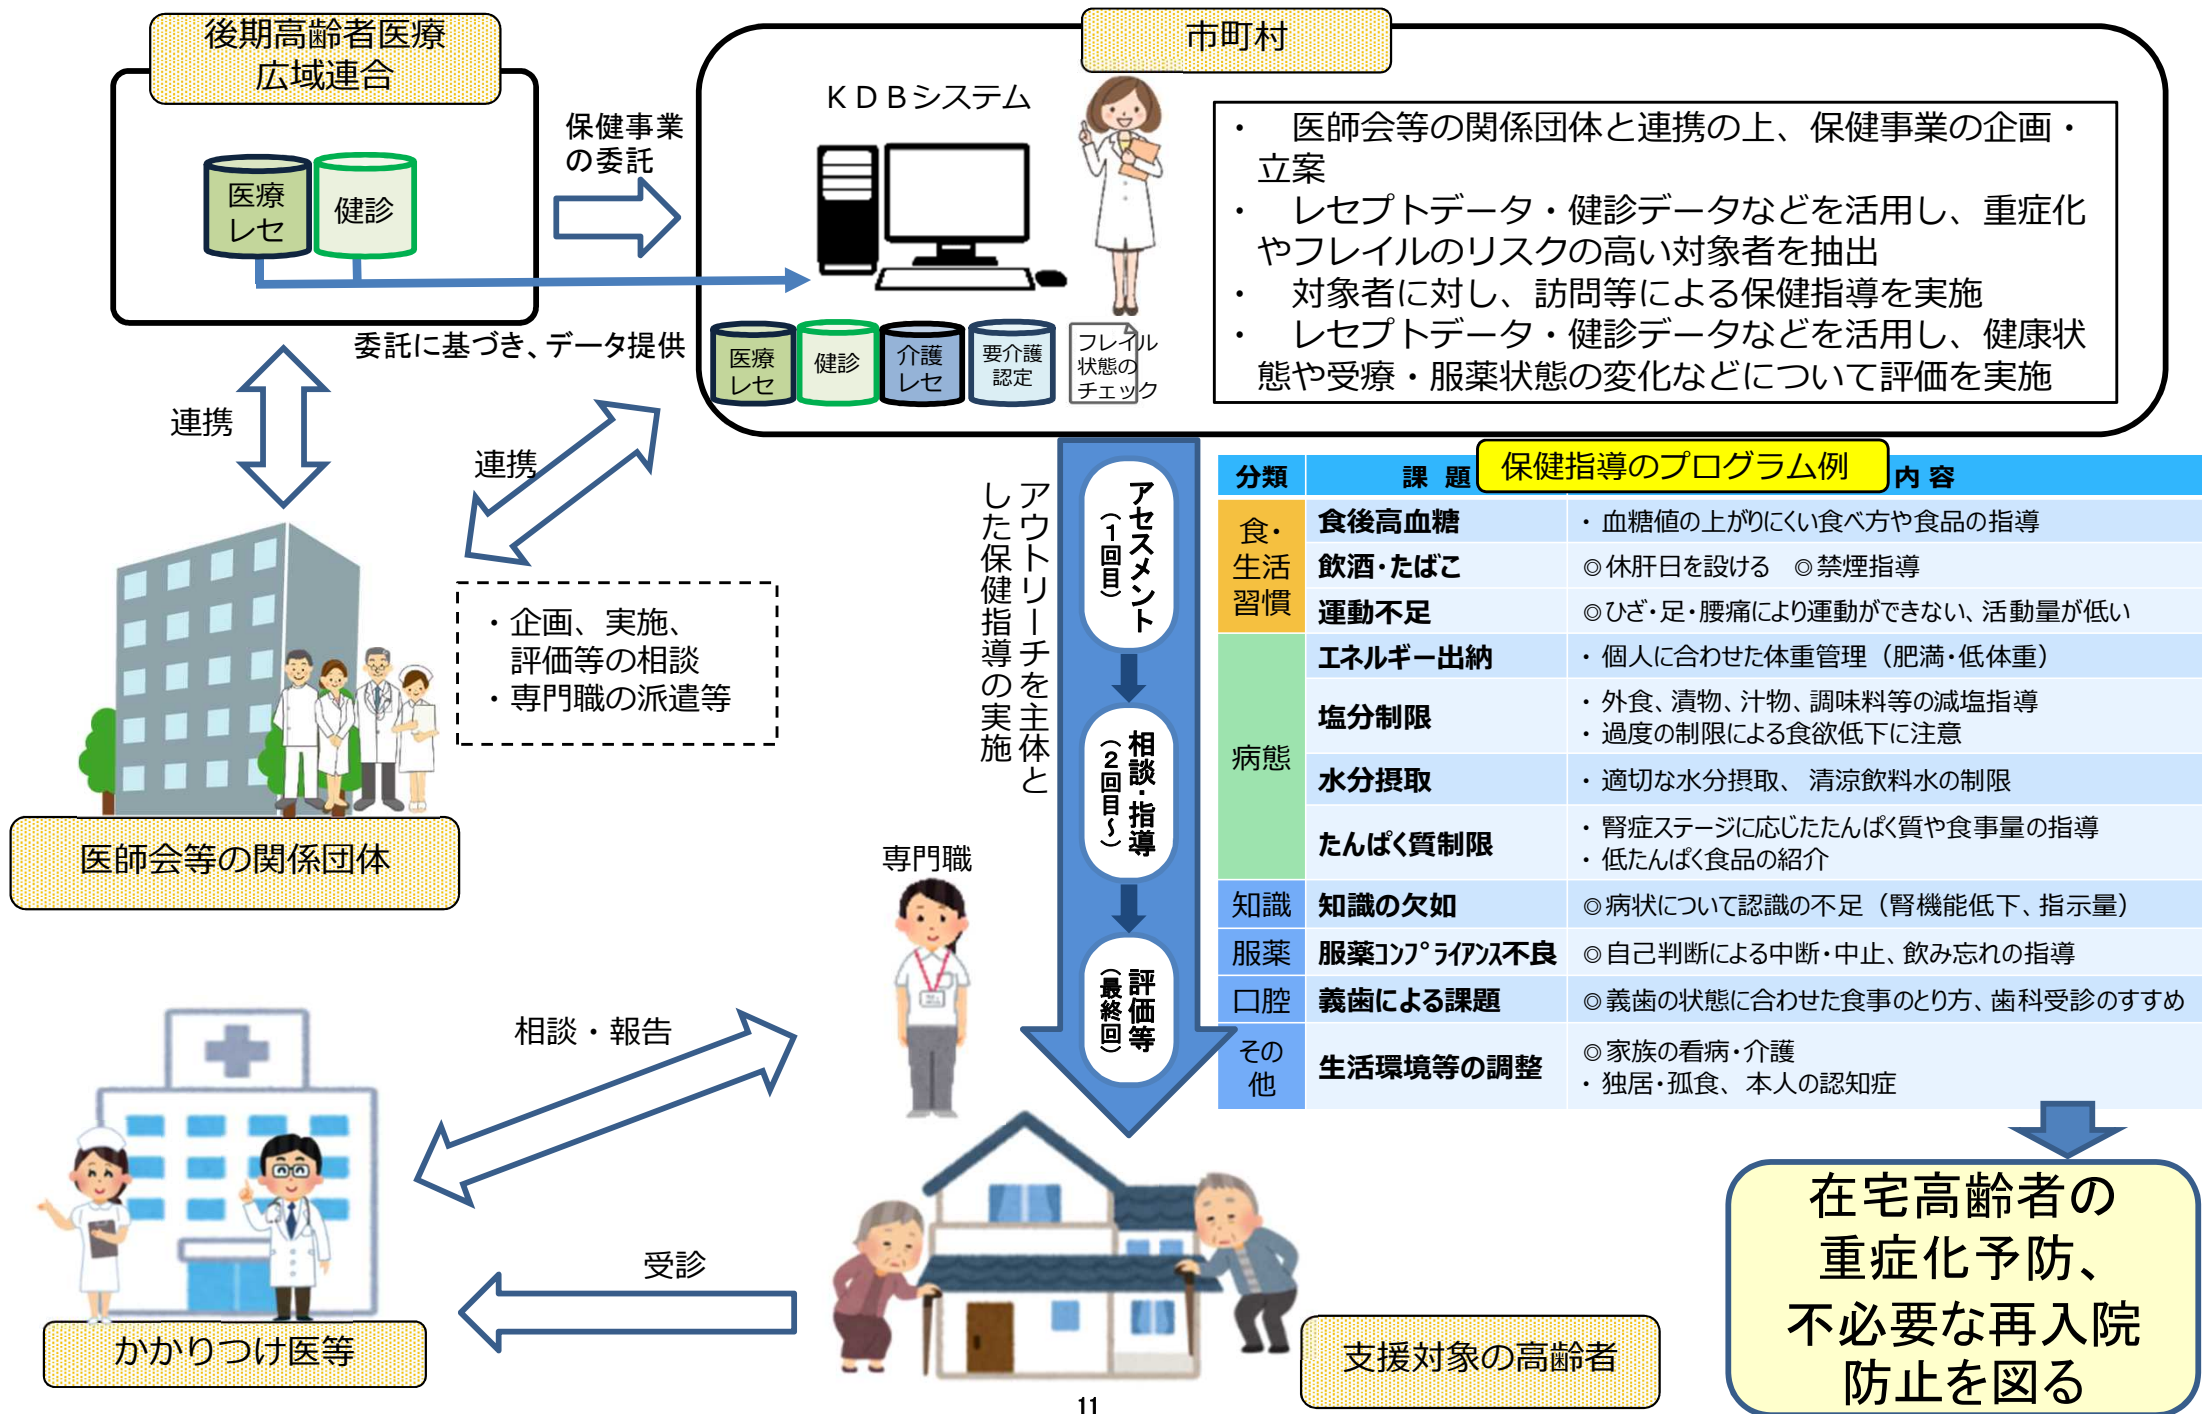 後期高齢者医療
広域連合
医療
レセ
健診
保健事業
の委託
委託に基づき、データ提供
市町村
ＫＤＢシステム
医療
レセ
健診
介護
レセ
要介護
認定
フレイル
状態の
チェック
・　医師会等の関係団体と連携の上、保健事業の企画・
立案
・　レセプトデータ・健診データなどを活用し、重症化
やフレイルのリスクの高い対象者を抽出
・　対象者に対し、訪問等による保健指導を実施
・　レセプトデータ・健診データなどを活用し、健康状
態や受療・服薬状態の変化などについて評価を実施
連携
連携
・企画、実施、
評価等の相談
・専門職の派遣等
医師会等の関係団体
アウトリーチを主体と
した保健指導の実施
アセスメント
（1回目）
相談・指導
（2回目～）
評価等
（最終回）
保健指導のプログラム例
分類 課 題 内 容
食・
生活
習慣
食後高血糖 ・血糖値の上がりにくい食べ方や食品の指導
飲酒・たばこ ◎休肝日を設ける　◎禁煙指導
運動不足 ◎ひざ・足・腰痛により運動ができない、活動量が低い
病態
エネルギー出納 ・個人に合わせた体重管理（肥満・低体重）
塩分制限
・外食、漬物、汁物、調味料等の減塩指導
・過度の制限による食欲低下に注意
水分摂取 ・適切な水分摂取、清涼飲料水の制限
たんぱく質制限
・腎症ステージに応じたたんぱく質や食事量の指導
・低たんぱく食品の紹介
知識 知識の欠如 ◎病状について認識の不足（腎機能低下、指示量）
服薬 服薬ｺﾝﾌﾟﾗｲｱﾝｽ不良 ◎自己判断による中断・中止、飲み忘れの指導
口腔 義歯による課題 ◎義歯の状態に合わせた食事のとり方、歯科受診のすすめ
その
他
生活環境等の調整
◎家族の看病・介護
・独居・孤食、本人の認知症
専門職
相談・報告
受診
かかりつけ医等
支援対象の高齢者
在宅高齢者の
重症化予防、
不必要な再入院
防止を図る
11